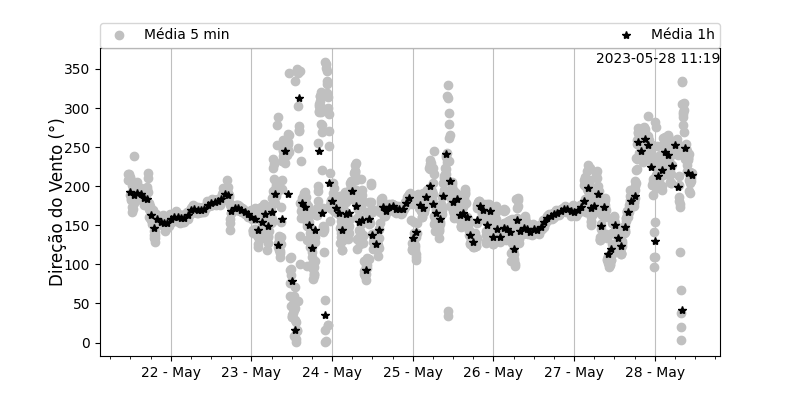 Média 5 min
Média 1h
2023-05-28 11:19
Direção do Vento (°)
350
300
250
200
150
100
50
0
22 - May
23 - May
24 - May
25 - May
26 - May
27 - May
28 - May